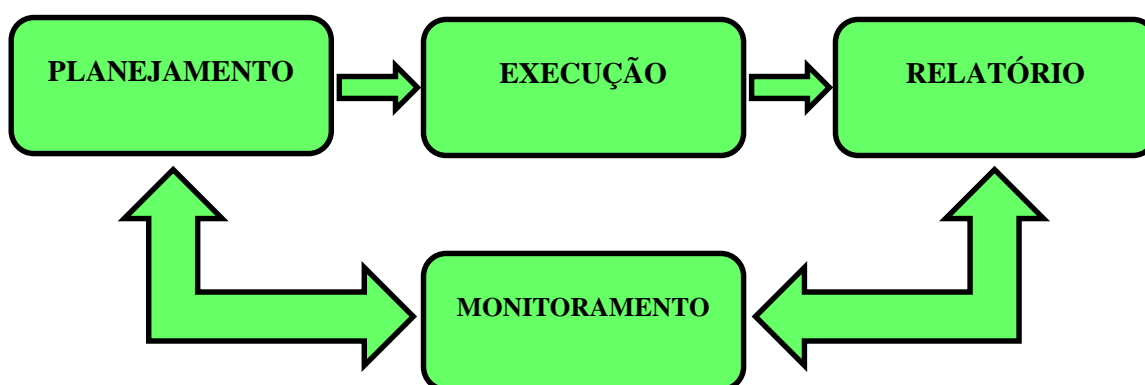 PLANEJAMENTO
EXECUÇÃO
RELATÓRIO
MONITORAMENTO